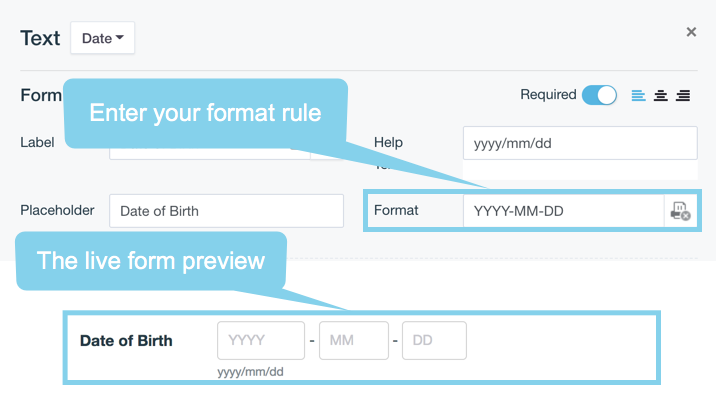 Text Date
Form
Enter your format rule
Required
Label
Help
yyyy/mm/dd
Placeholder
Date of Birth
Format
YYYY-MM-DD
The live form preview
Date of Birth
YYYY - MM - DD
yyyy/mm/dd